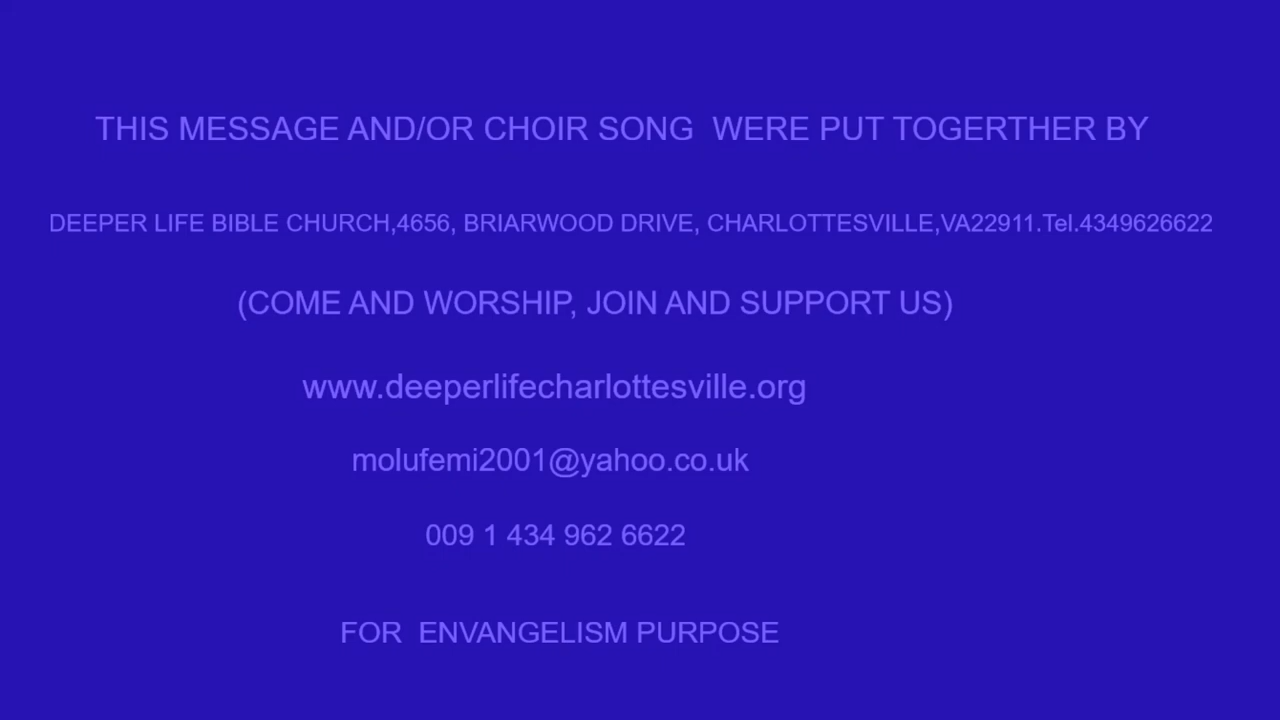 THIS MESSAGE AND/OR CHOIR SONG  WERE PUT TOGERTHER BY
DEEPER LIFE BIBLE CHURCH,4656, BRIARWOOD DRIVE, CHARLOTTESVILLE,VA22911.Tel.4349626622
(COME AND WORSHIP, JOIN AND SUPPORT US)
www.deeperlifecharlottesville.org
molufemi2001@yahoo.co.uk
009 1 434 962 6622
FOR  ENVANGELISM PURPOSE